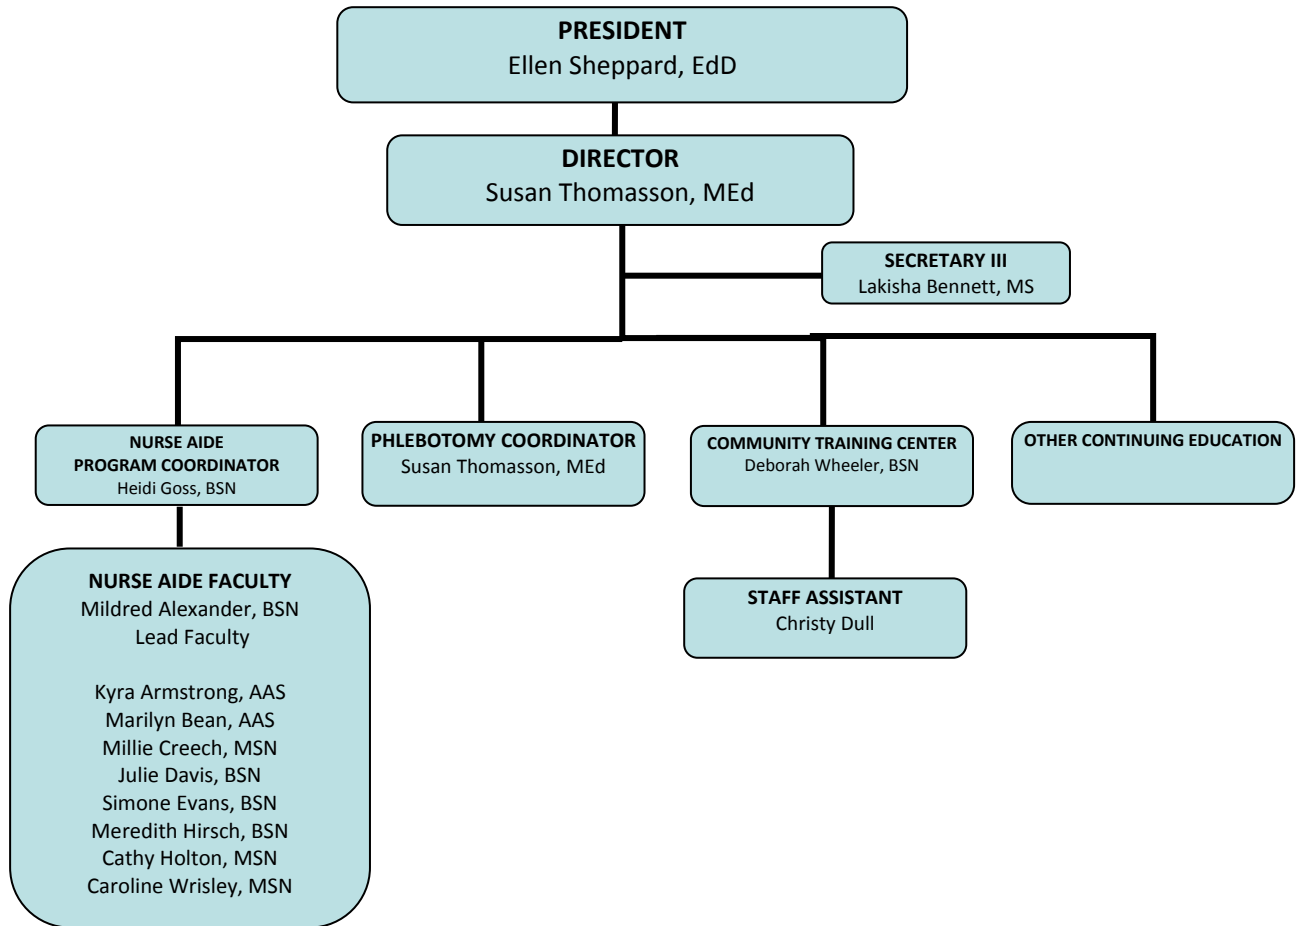 PRESIDENT
Ellen Sheppard, EdD
DIRECTOR
Susan Thomasson, MEd
SECRETARY III
Lakisha Bennett, MS
NURSE AIDE
PROGRAM COORDINATOR
Heidi Goss, BSN
PHLEBOTOMY COORDINATOR
Susan Thomasson, MEd
COMMUNITY TRAINING CENTER
Deborah Wheeler, BSN
OTHER CONTINUING EDUCATION
NURSE AIDE FACULTY
Mildred Alexander, BSN
Lead Faculty
Kyra Armstrong, AAS
Marilyn Bean, AAS
Millie Creech, MSN
Julie Davis, BSN
Simone Evans, BSN
Meredith Hirsch, BSN
Cathy Holton, MSN
Caroline Wrisley, MSN
STAFF ASSISTANT
Christy Dull